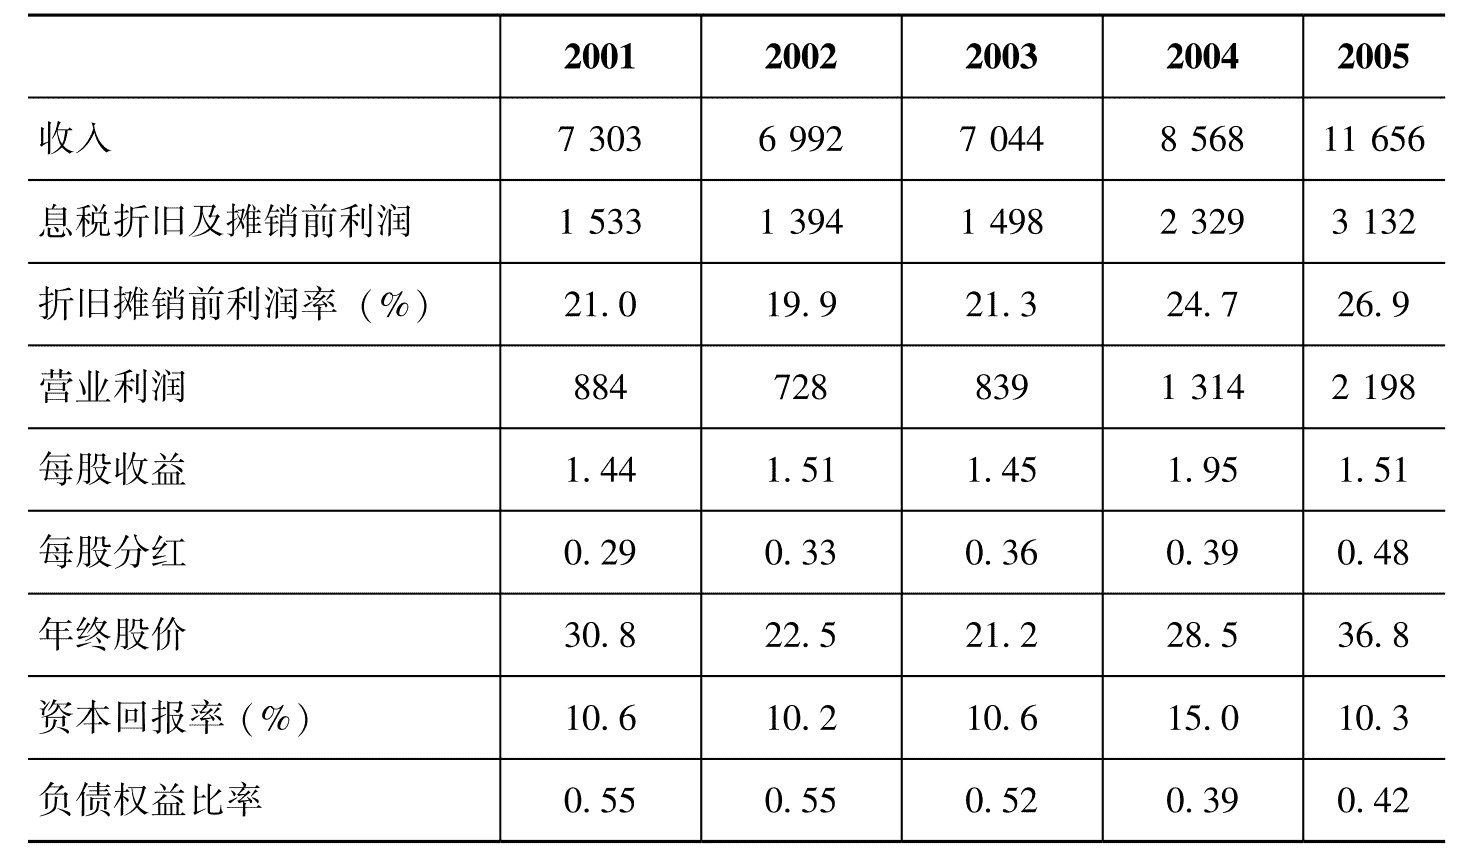 2001 2002 2003 2004 2005
收入 7 303 6 992 7 044 8 568 11 656
息税折旧及摊销前利润 1 533 1 394 1 498 2 329 3 132
折旧摊销前利润率 (%) 21.0 19.9 21.3 24.7 26.9
营业利润 884 728 839 1 314 2 198
每股收益 1.44 1.51 1.45 1.95 1.51
每股分红 0.29 0.33 0.36 0.39 0.48
年终股价 30.8 22.5 21.2 28.5 36.8
资本回报率 (%) 10.6 10.2 10.6 15.0 10.3
负债权益比率 0.55 0.55 0.52 0.39 0.42